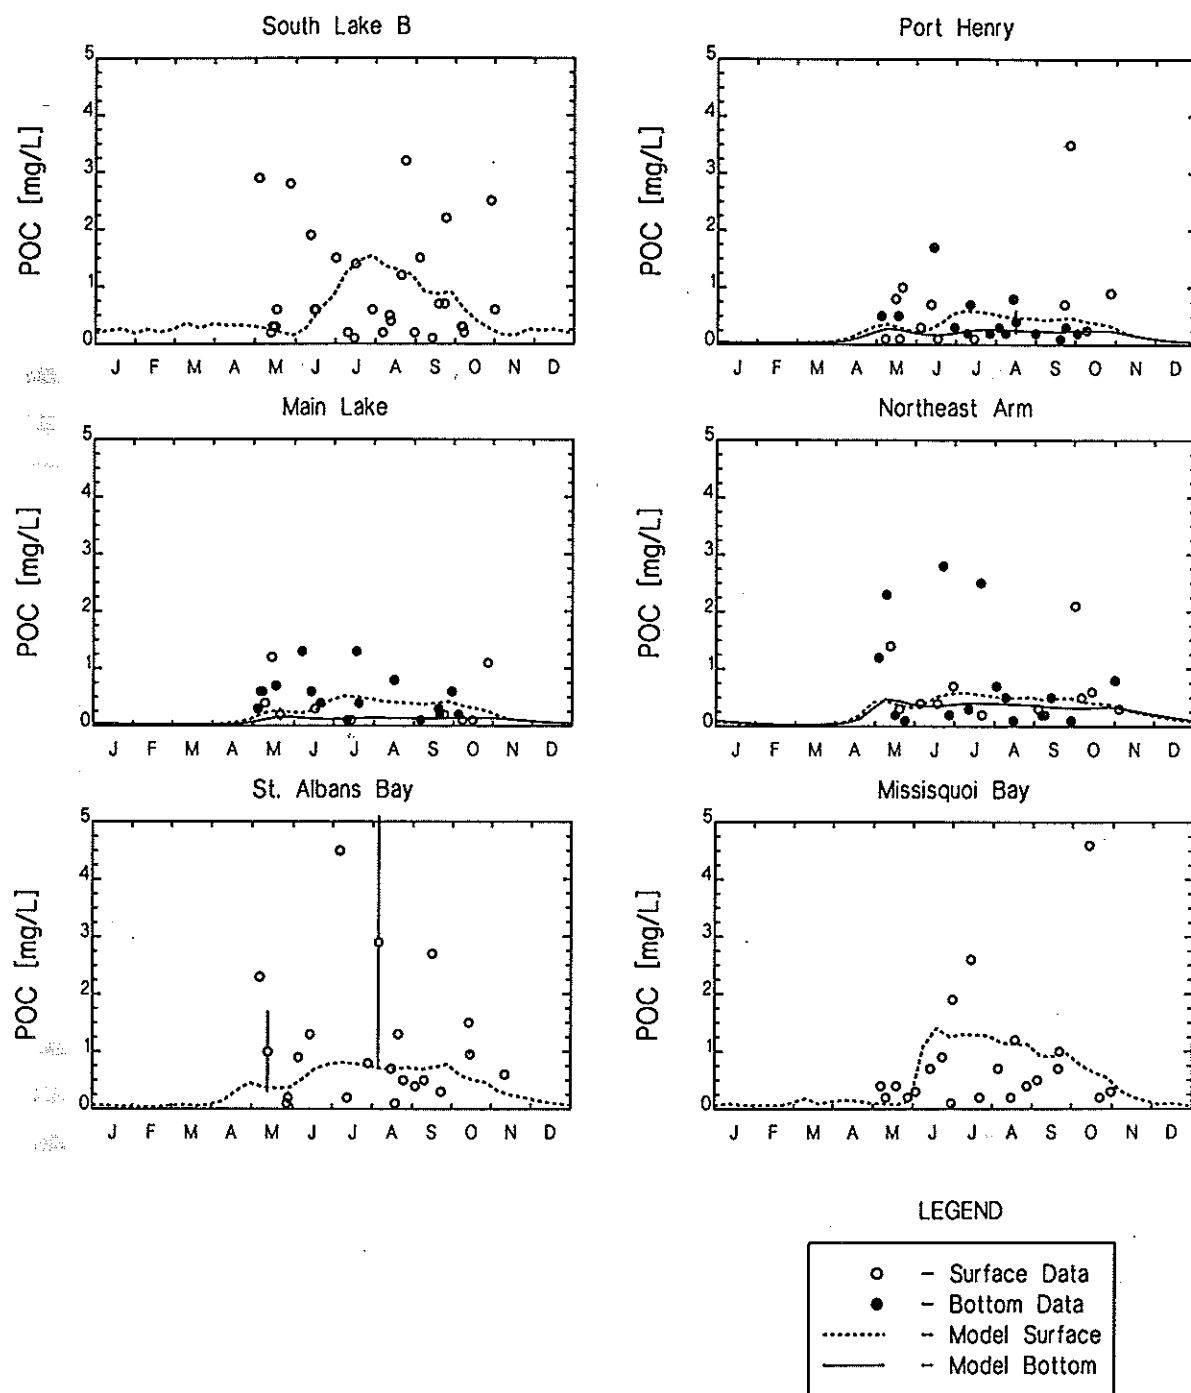 South Lake B
5
4
3
2
1
0
POC [mg/L]
J F M A M J J A S O N D
Port Henry
5
4
3
2
1
0
POC [mg/L]
J F M A M J J A S O N D
Main Lake
5
4
3
2
1
0
POC [mg/L]
J F M A M J J A S O N D
Northeast Arm
5
4
3
2
1
0
POC [mg/L]
J F M A M J J A S O N D
St. Albans Bay
5
4
3
2
1
0
POC [mg/L]
J F M A M J J A S O N D
Missisquoi Bay
5
4
3
2
1
0
POC [mg/L]
J F M A M J J A S O N D
LEGEND
– Surface Data
– Bottom Data
– Model Surface
– Model Bottom